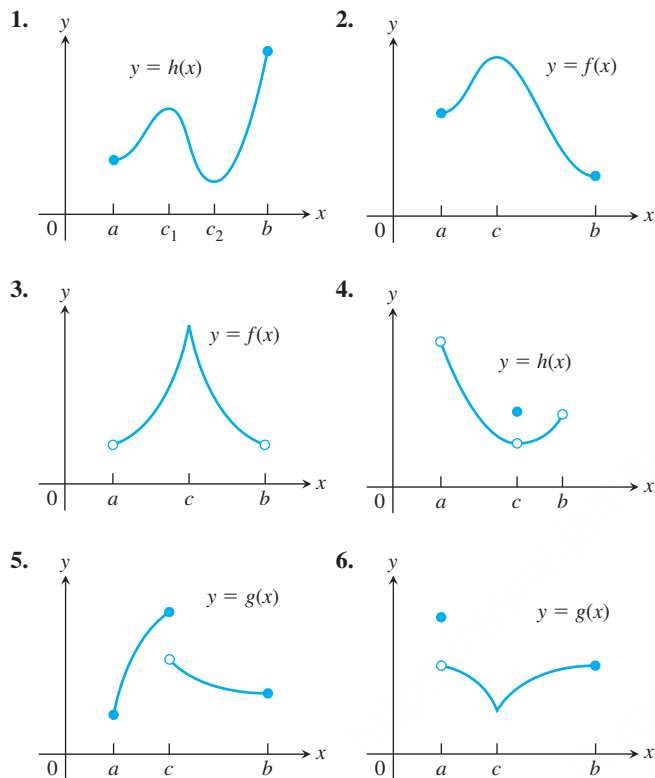 1.
y
y = h(x)
0
a
c₁
c₂
b
x
2.
y
y = f(x)
0
a
c
b
x
3.
y
y = f(x)
0
a
c
b
x
4.
y
y = h(x)
0
a
c
b
x
5.
y
y = g(x)
0
a
c
b
x
6.
y
y = g(x)
0
a
c
b
x